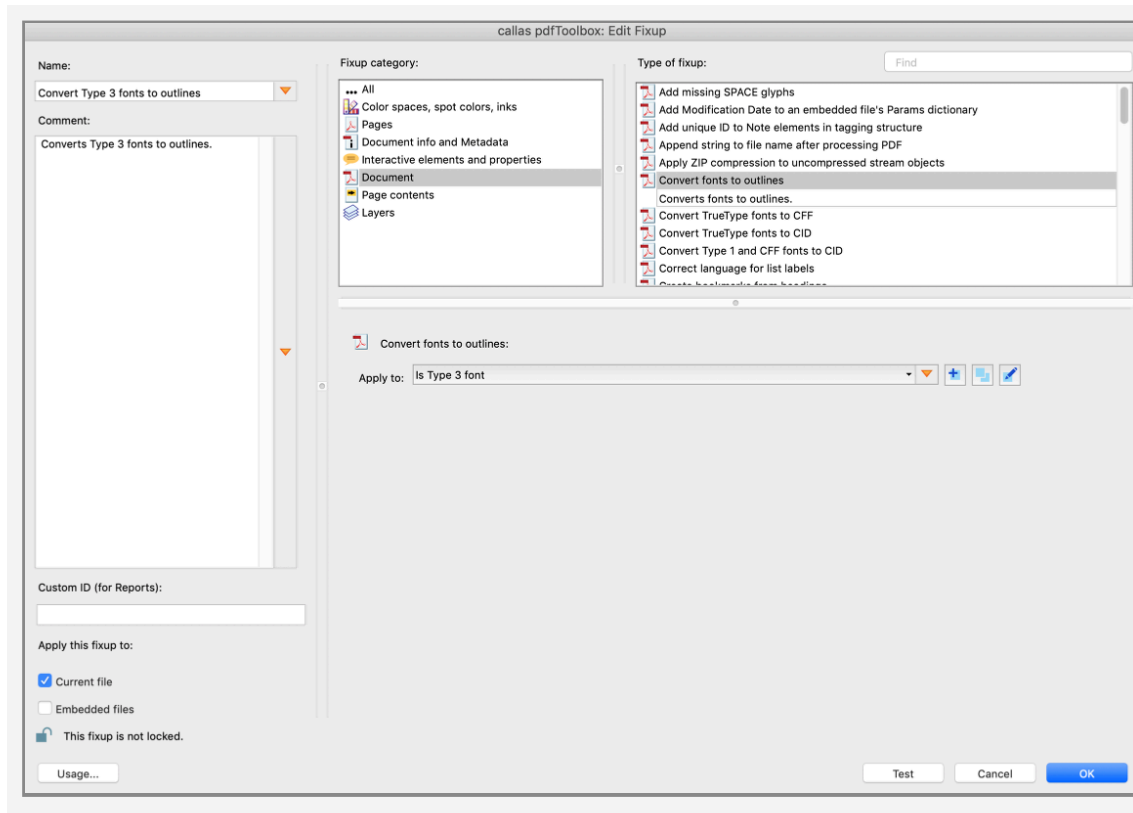 callas pdfToolbox: Edit Fixup
Name:
Convert Type 3 fonts to outlines
Comment:
Converts Type 3 fonts to outlines.
Custom ID (for Reports):
Apply this fixup to:
Current file
Embedded files
This fixup is not locked.
Usage...
Fixup category:
... All
Color spaces, spot colors, inks
Pages
Document info and Metadata
Interactive elements and properties
Document
Page contents
Layers
Type of fixup:
Find
Add missing SPACE glyphs
Add Modification Date to an embedded file's Params dictionary
Add unique ID to Note elements in tagging structure
Append string to file name after processing PDF
Apply ZIP compression to uncompressed stream objects
Convert fonts to outlines
Converts fonts to outlines.
Convert TrueType fonts to CFF
Convert TrueType fonts to CID
Convert Type 1 and CFF fonts to CID
Correct language for list labels
Create bookmarks from headings
Convert fonts to outlines:
Apply to: Is Type 3 font
Test
Cancel
OK